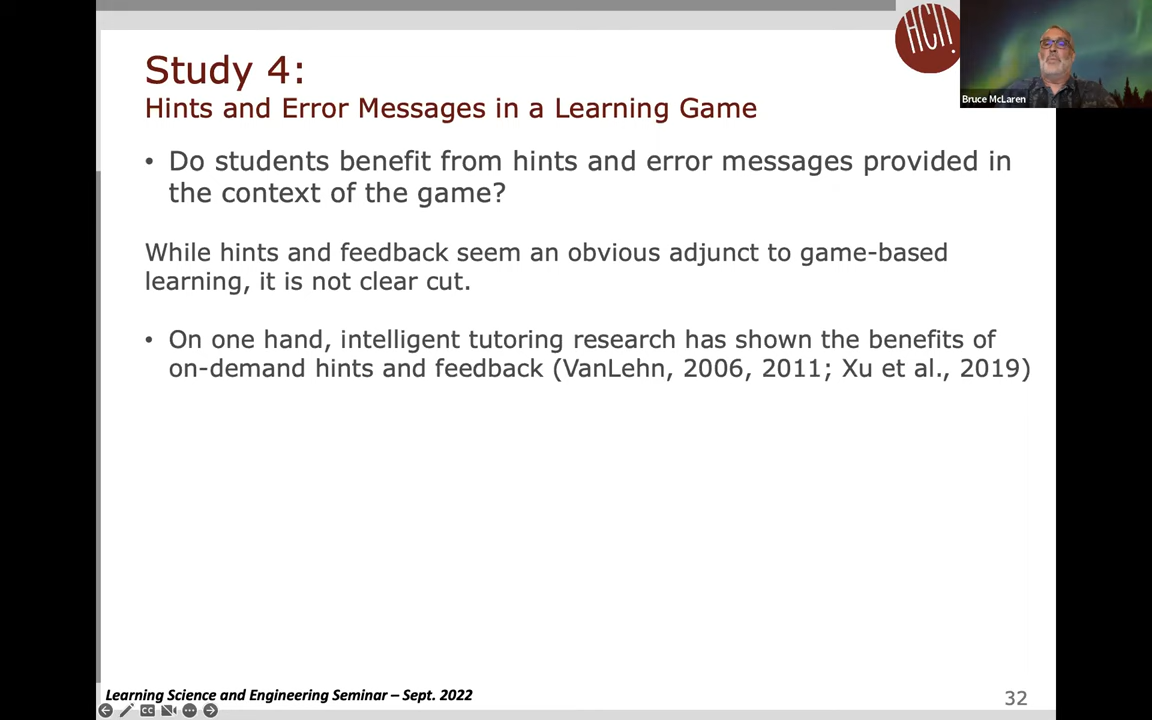 Study 4:
Hints and Error Messages in a Learning Game
• Do students benefit from hints and error messages provided in
the context of the game?
While hints and feedback seem an obvious adjunct to game-based
learning, it is not clear cut.
• On one hand, intelligent tutoring research has shown the benefits of
on-demand hints and feedback (VanLehn, 2006, 2011; Xu et al., 2019)
Learning Science and Engineering Seminar – Sept. 2022
32
HCII
Bruce McLaren
CC